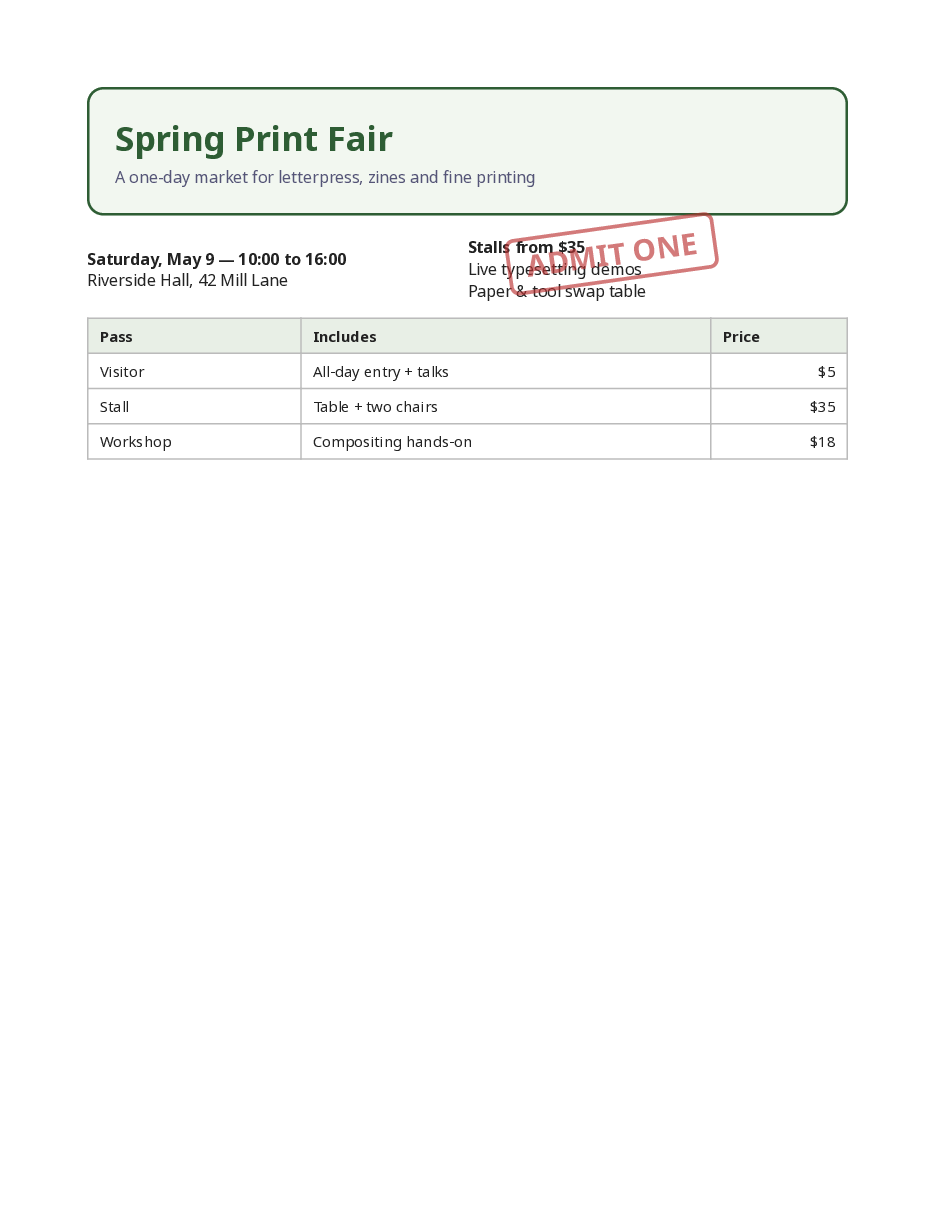 Spring Print Fair
A one-day market for letterpress, zines and fine printing
Saturday, May 9 — 10:00 to 16:00
Riverside Hall, 42 Mill Lane
Stalls from $35
Live typesetting demos
Paper & tool swap table
ADMIT ONE
Pass Includes Price
Visitor All-day entry + talks $5
Stall Table + two chairs $35
Workshop Compositing hands-on $18